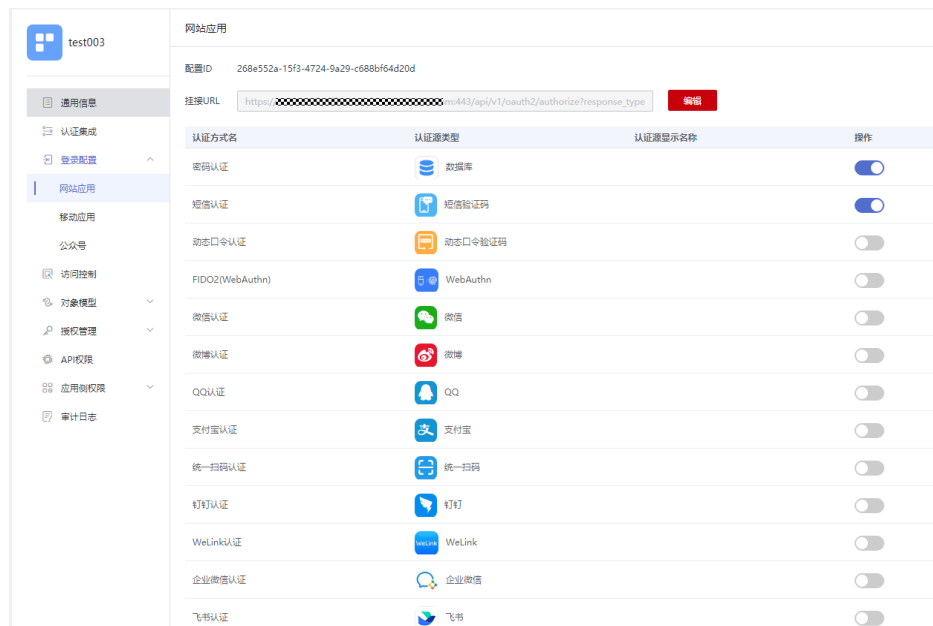 test003
通用信息
认证集成
登录配置
网站应用
移动应用
公众号
访问控制
对象模型
授权管理
API权限
应用侧权限
审计日志
网站应用
配置ID 268e552a-15f3-4724-9a29-c688bf64d20d
挂接URL https:/ m:443/api/v1/oauth2/authorize?response_type 编辑
认证方式名 认证源类型 认证源显示名称 操作
密码认证 数据库
短信认证 短信验证码
动态口令认证 动态口令验证码
FIDO2(WebAuthn) WebAuthn
微信认证 微信
微博认证 微博
QQ认证 QQ
支付宝认证 支 支付宝
统一扫码认证 统一扫码
钉钉认证 钉钉
WeLink认证 WeLink WeLink
企业微信认证 企业微信
飞书认证 飞书